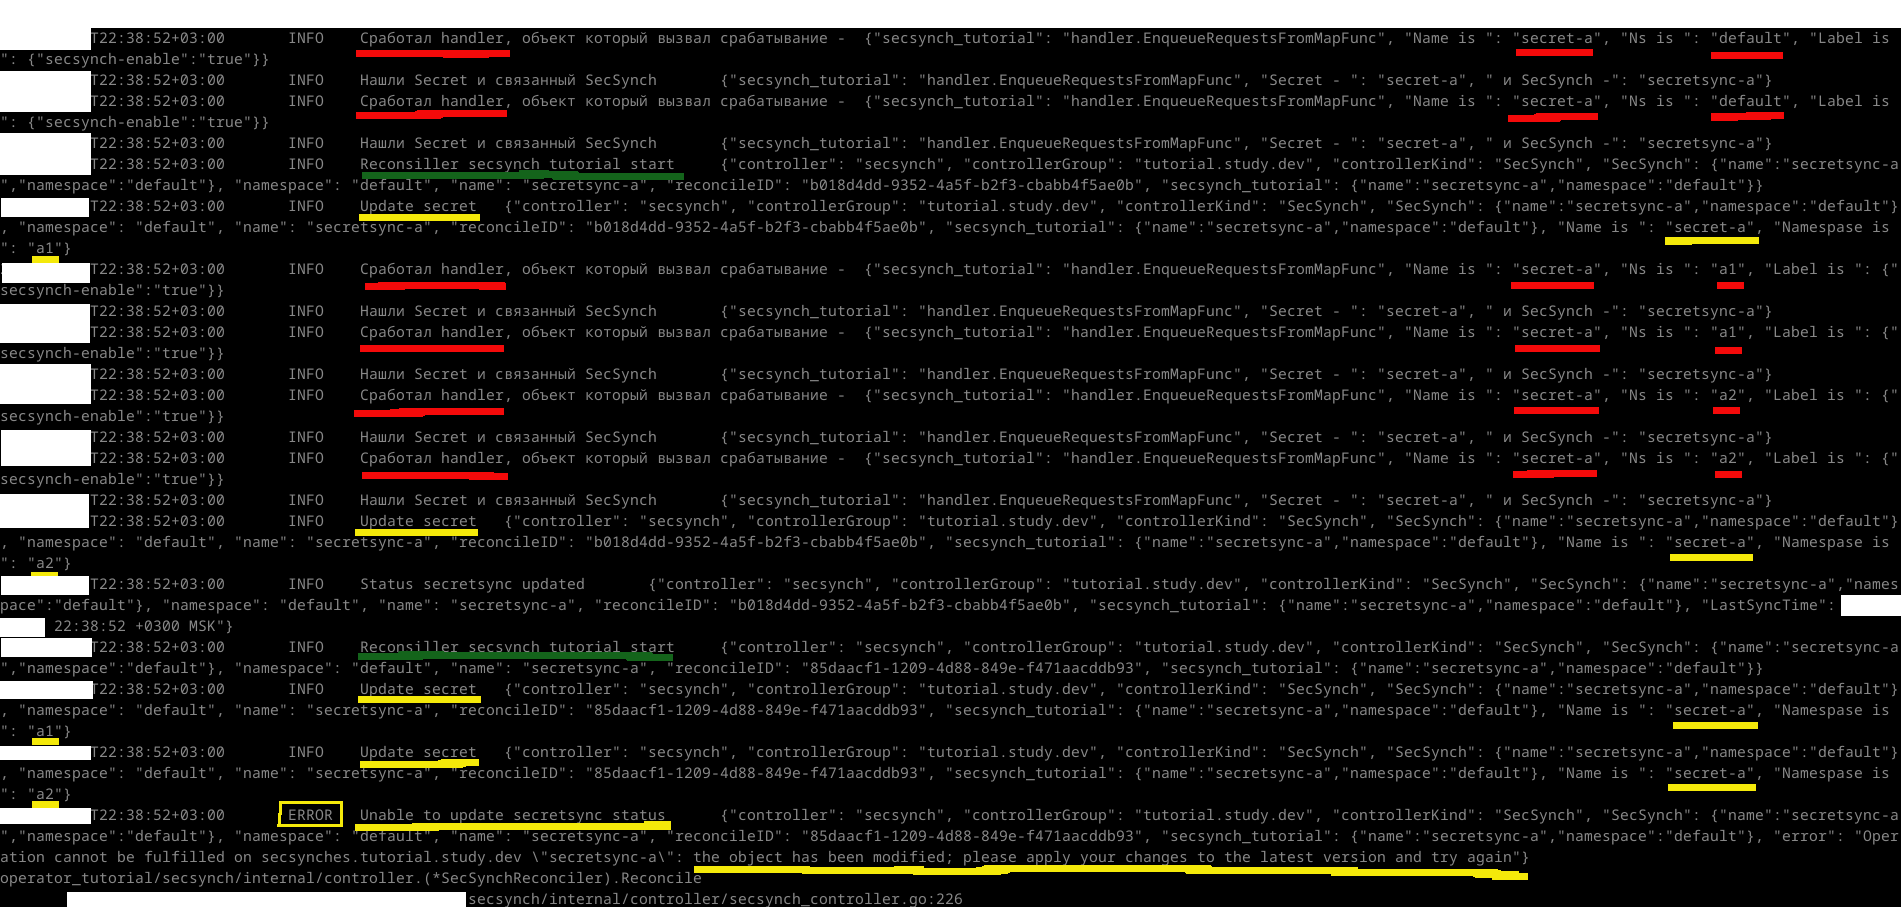 T22:38:52+03:00 INFO Сработал handler, объект который вызвал срабатывание - {"secsynch_tutorial": "handler.EnqueueRequestsFromMapFunc", "Name is ": "secret-a", "Ns is ": "default", "Label is
": {"secsynch-enable":"true"}}
T22:38:52+03:00 INFO Нашли Secret и связанный SecSynch {"secsynch_tutorial": "handler.EnqueueRequestsFromMapFunc", "Secret - ": "secret-a", " и SecSynch -": "secretsync-a"}
T22:38:52+03:00 INFO Сработал handler, объект который вызвал срабатывание - {"secsynch_tutorial": "handler.EnqueueRequestsFromMapFunc", "Name is ": "secret-a", "Ns is ": "default", "Label is
": {"secsynch-enable":"true"}}
T22:38:52+03:00 INFO Нашли Secret и связанный SecSynch {"secsynch_tutorial": "handler.EnqueueRequestsFromMapFunc", "Secret - ": "secret-a", " и SecSynch -": "secretsync-a"}
T22:38:52+03:00 INFO Reconsiller secsynch tutorial start {"controller": "secsynch", "controllerGroup": "tutorial.study.dev", "controllerKind": "SecSynch", "SecSynch": {"name":"secretsync-a
","namespace":"default"}, "namespace": "default", "name": "secretsync-a", "reconcileID": "b018d4dd-9352-4a5f-b2f3-cbabb4f5ae0b", "secsynch_tutorial": {"name":"secretsync-a","namespace":"default"}}
T22:38:52+03:00 INFO Update secret {"controller": "secsynch", "controllerGroup": "tutorial.study.dev", "controllerKind": "SecSynch", "SecSynch": {"name":"secretsync-a","namespace":"default"}
, "namespace": "default", "name": "secretsync-a", "reconcileID": "b018d4dd-9352-4a5f-b2f3-cbabb4f5ae0b", "secsynch_tutorial": {"name":"secretsync-a","namespace":"default"}, "Name is ": "secret-a", "Namespase is
": "a1"}
T22:38:52+03:00 INFO Сработал handler, объект который вызвал срабатывание - {"secsynch_tutorial": "handler.EnqueueRequestsFromMapFunc", "Name is ": "secret-a", "Ns is ": "a1", "Label is ": {"
secsynch-enable":"true"}}
T22:38:52+03:00 INFO Нашли Secret и связанный SecSynch {"secsynch_tutorial": "handler.EnqueueRequestsFromMapFunc", "Secret - ": "secret-a", " и SecSynch -": "secretsync-a"}
T22:38:52+03:00 INFO Сработал handler, объект который вызвал срабатывание - {"secsynch_tutorial": "handler.EnqueueRequestsFromMapFunc", "Name is ": "secret-a", "Ns is ": "a1", "Label is ": {"
secsynch-enable":"true"}}
T22:38:52+03:00 INFO Нашли Secret и связанный SecSynch {"secsynch_tutorial": "handler.EnqueueRequestsFromMapFunc", "Secret - ": "secret-a", " и SecSynch -": "secretsync-a"}
T22:38:52+03:00 INFO Сработал handler, объект который вызвал срабатывание - {"secsynch_tutorial": "handler.EnqueueRequestsFromMapFunc", "Name is ": "secret-a", "Ns is ": "a2", "Label is ": {"
secsynch-enable":"true"}}
T22:38:52+03:00 INFO Нашли Secret и связанный SecSynch {"secsynch_tutorial": "handler.EnqueueRequestsFromMapFunc", "Secret - ": "secret-a", " и SecSynch -": "secretsync-a"}
T22:38:52+03:00 INFO Сработал handler, объект который вызвал срабатывание - {"secsynch_tutorial": "handler.EnqueueRequestsFromMapFunc", "Name is ": "secret-a", "Ns is ": "a2", "Label is ": {"
secsynch-enable":"true"}}
T22:38:52+03:00 INFO Нашли Secret и связанный SecSynch {"secsynch_tutorial": "handler.EnqueueRequestsFromMapFunc", "Secret - ": "secret-a", " и SecSynch -": "secretsync-a"}
T22:38:52+03:00 INFO Update secret {"controller": "secsynch", "controllerGroup": "tutorial.study.dev", "controllerKind": "SecSynch", "SecSynch": {"name":"secretsync-a","namespace":"default"}
, "namespace": "default", "name": "secretsync-a", "reconcileID": "b018d4dd-9352-4a5f-b2f3-cbabb4f5ae0b", "secsynch_tutorial": {"name":"secretsync-a","namespace":"default"}, "Name is ": "secret-a", "Namespase is
": "a2"}
T22:38:52+03:00 INFO Status secretsync updated {"controller": "secsynch", "controllerGroup": "tutorial.study.dev", "controllerKind": "SecSynch", "SecSynch": {"name":"secretsync-a","names
pace":"default"}, "namespace": "default", "name": "secretsync-a", "reconcileID": "b018d4dd-9352-4a5f-b2f3-cbabb4f5ae0b", "secsynch_tutorial": {"name":"secretsync-a","namespace":"default"}, "LastSyncTime":
22:38:52 +0300 MSK"}
T22:38:52+03:00 INFO Reconsiller secsynch tutorial start {"controller": "secsynch", "controllerGroup": "tutorial.study.dev", "controllerKind": "SecSynch", "SecSynch": {"name":"secretsync-a
","namespace":"default"}, "namespace": "default", "name": "secretsync-a", "reconcileID": "85daacf1-1209-4d88-849e-f471aacddb93", "secsynch_tutorial": {"name":"secretsync-a","namespace":"default"}}
T22:38:52+03:00 INFO Update secret {"controller": "secsynch", "controllerGroup": "tutorial.study.dev", "controllerKind": "SecSynch", "SecSynch": {"name":"secretsync-a","namespace":"default"}
, "namespace": "default", "name": "secretsync-a", "reconcileID": "85daacf1-1209-4d88-849e-f471aacddb93", "secsynch_tutorial": {"name":"secretsync-a","namespace":"default"}, "Name is ": "secret-a", "Namespase is
": "a1"}
T22:38:52+03:00 INFO Update secret {"controller": "secsynch", "controllerGroup": "tutorial.study.dev", "controllerKind": "SecSynch", "SecSynch": {"name":"secretsync-a","namespace":"default"}
, "namespace": "default", "name": "secretsync-a", "reconcileID": "85daacf1-1209-4d88-849e-f471aacddb93", "secsynch_tutorial": {"name":"secretsync-a","namespace":"default"}, "Name is ": "secret-a", "Namespase is
": "a2"}
T22:38:52+03:00 ERROR Unable to update secretsync status {"controller": "secsynch", "controllerGroup": "tutorial.study.dev", "controllerKind": "SecSynch", "SecSynch": {"name":"secretsync-a
","namespace":"default"}, "namespace": "default", "name": "secretsync-a", "reconcileID": "85daacf1-1209-4d88-849e-f471aacddb93", "secsynch_tutorial": {"name":"secretsync-a","namespace":"default"}, "error": "Oper
ation cannot be fulfilled on secsynches.tutorial.study.dev \"secretsync-a\": the object has been modified; please apply your changes to the latest version and try again"}
operator_tutorial/secsynch/internal/controller.(*SecSynchReconciler).Reconcile
secsynch/internal/controller/secsynch_controller.go:226